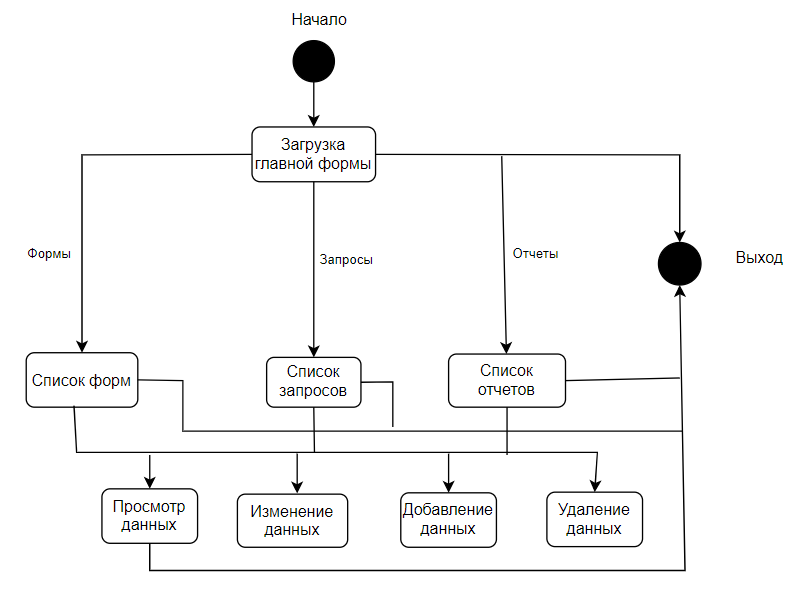 Начало
Загрузка
главной формы
Формы
Запросы
Отчеты
Выход
Список форм
Список
запросов
Список
отчетов
Просмотр
данных
Изменение
данных
Добавление
данных
Удаление
данных